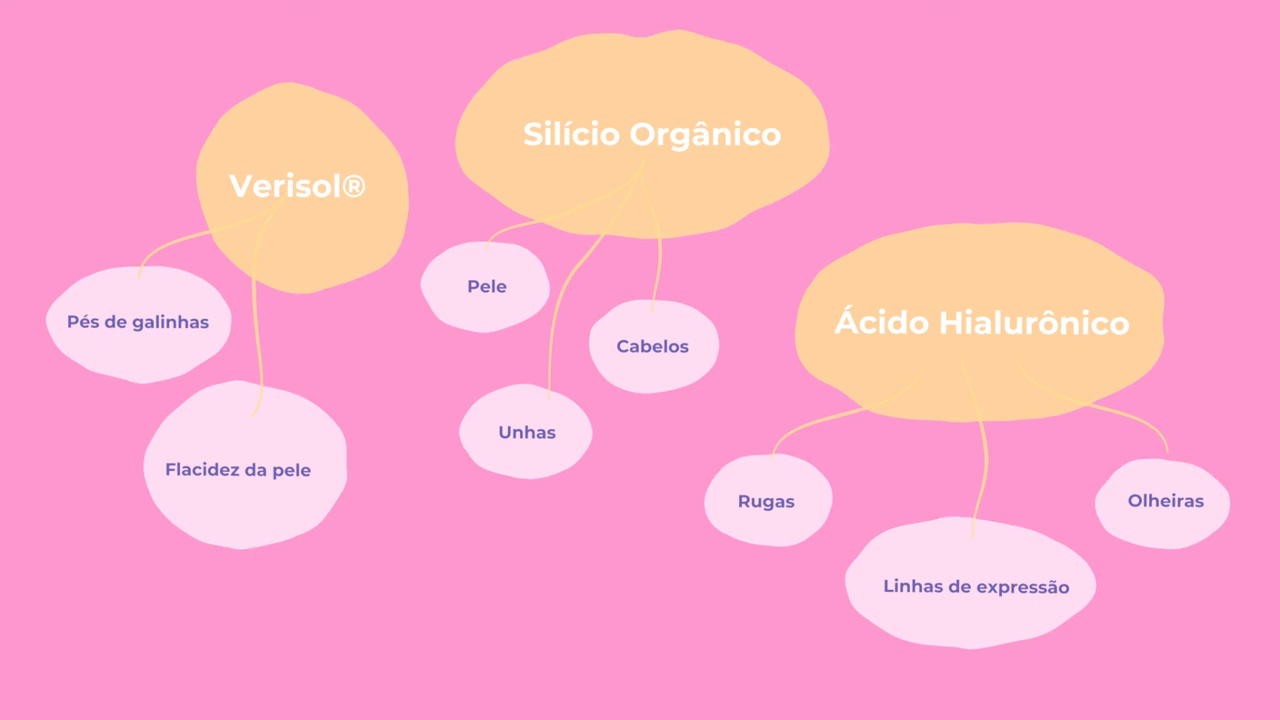 Verisol®
Pés de galinhas
Flacidez da pele
Silício Orgânico
Pele
Unhas
Cabelos
Ácido Hialurônico
Rugas
Linhas de expressão
Olheiras